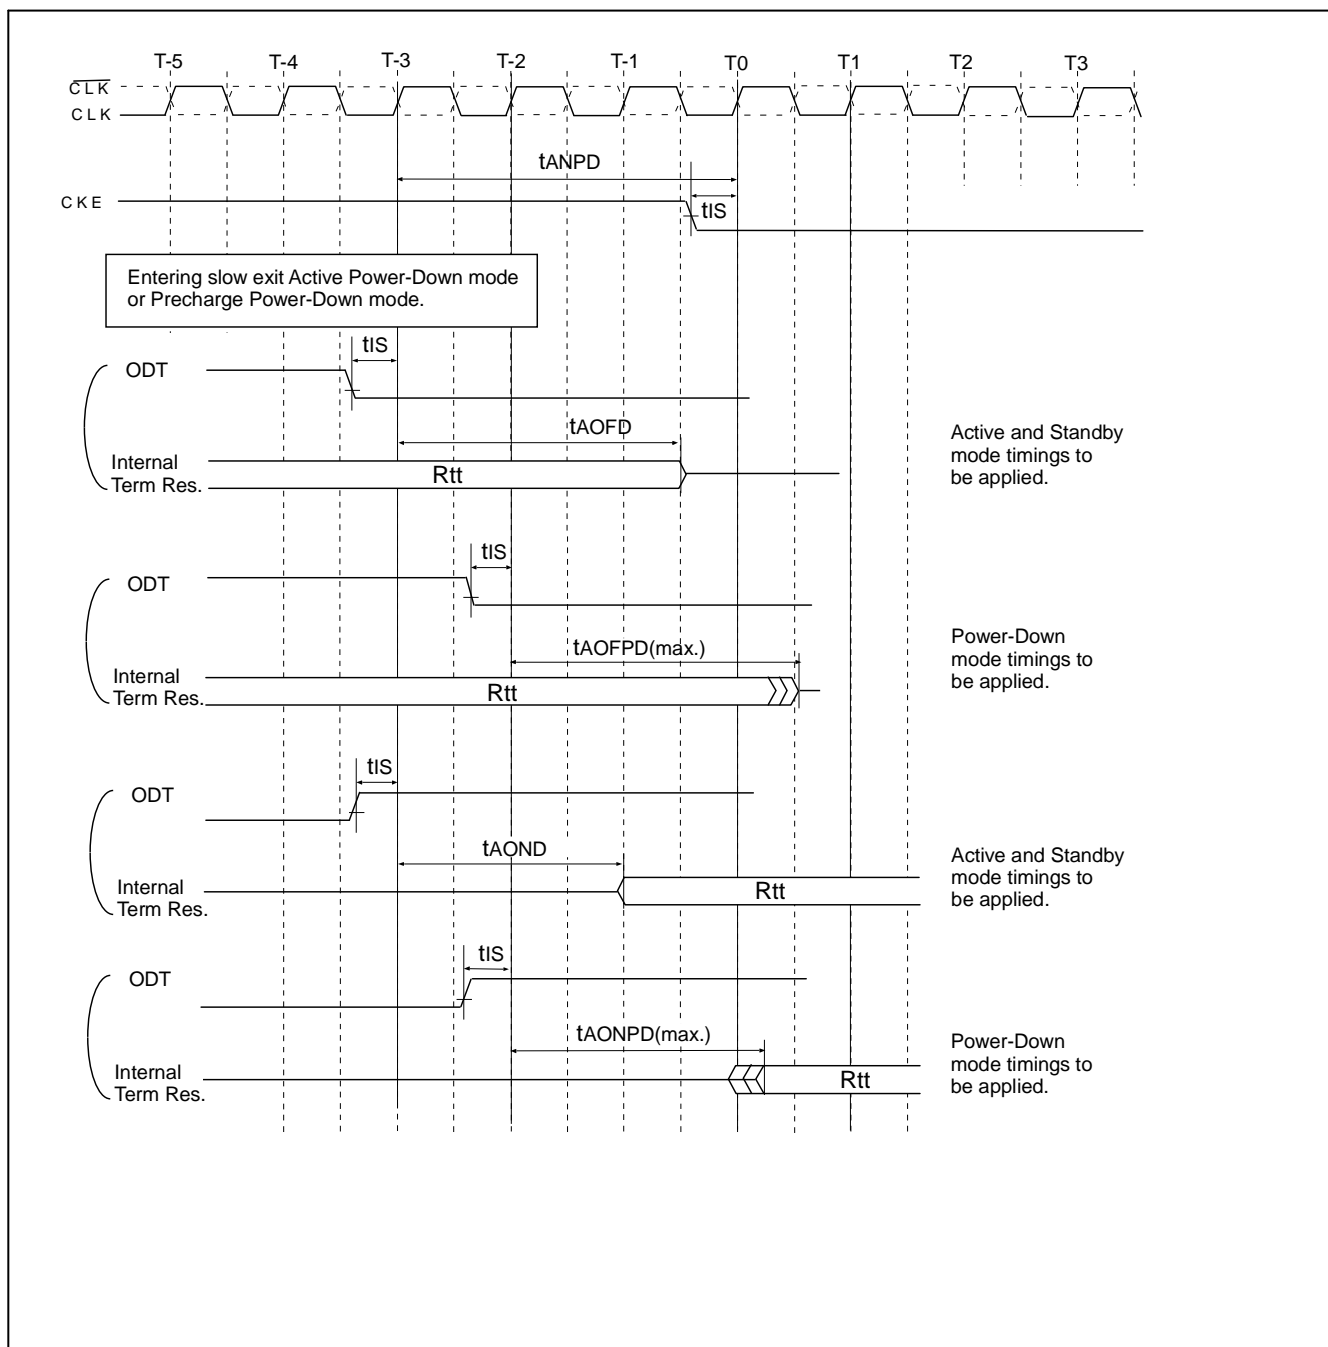 T-5 T-4 T-3 T-2 T-1 T0 T1 T2 T3
CLK
CLK
tANPD
CKE
tIS
Entering slow exit Active Power-Down mode
or Precharge Power-Down mode.
tIS
ODT
tAOFD
Internal
Term Res.
Rtt
Active and Standby
mode timings to
be applied.
tIS
ODT
tAOFPD(max.)
Internal
Term Res.
Rtt
Power-Down
mode timings to
be applied.
tIS
ODT
tAOND
Internal
Term Res.
Rtt
Active and Standby
mode timings to
be applied.
tIS
ODT
tAONPD(max.)
Internal
Term Res.
Rtt
Power-Down
mode timings to
be applied.